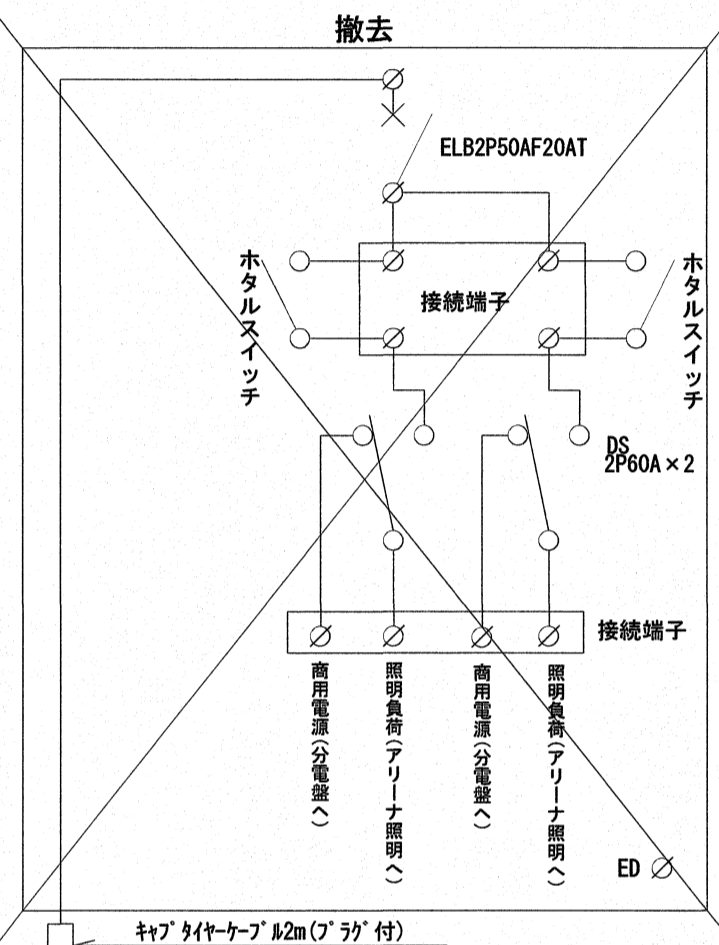 撤去
ELB2P50AF20AT
ホタルスイッチ
接続端子
ホタルスイッチ
DS
2P60A×2
接続端子
商用電源(分電盤へ)
照明負荷(アリーナ照明へ)
商用電源(分電盤へ)
照明負荷(アリーナ照明へ)
ED
キャブタイヤーケーブル2m(プラグ付)